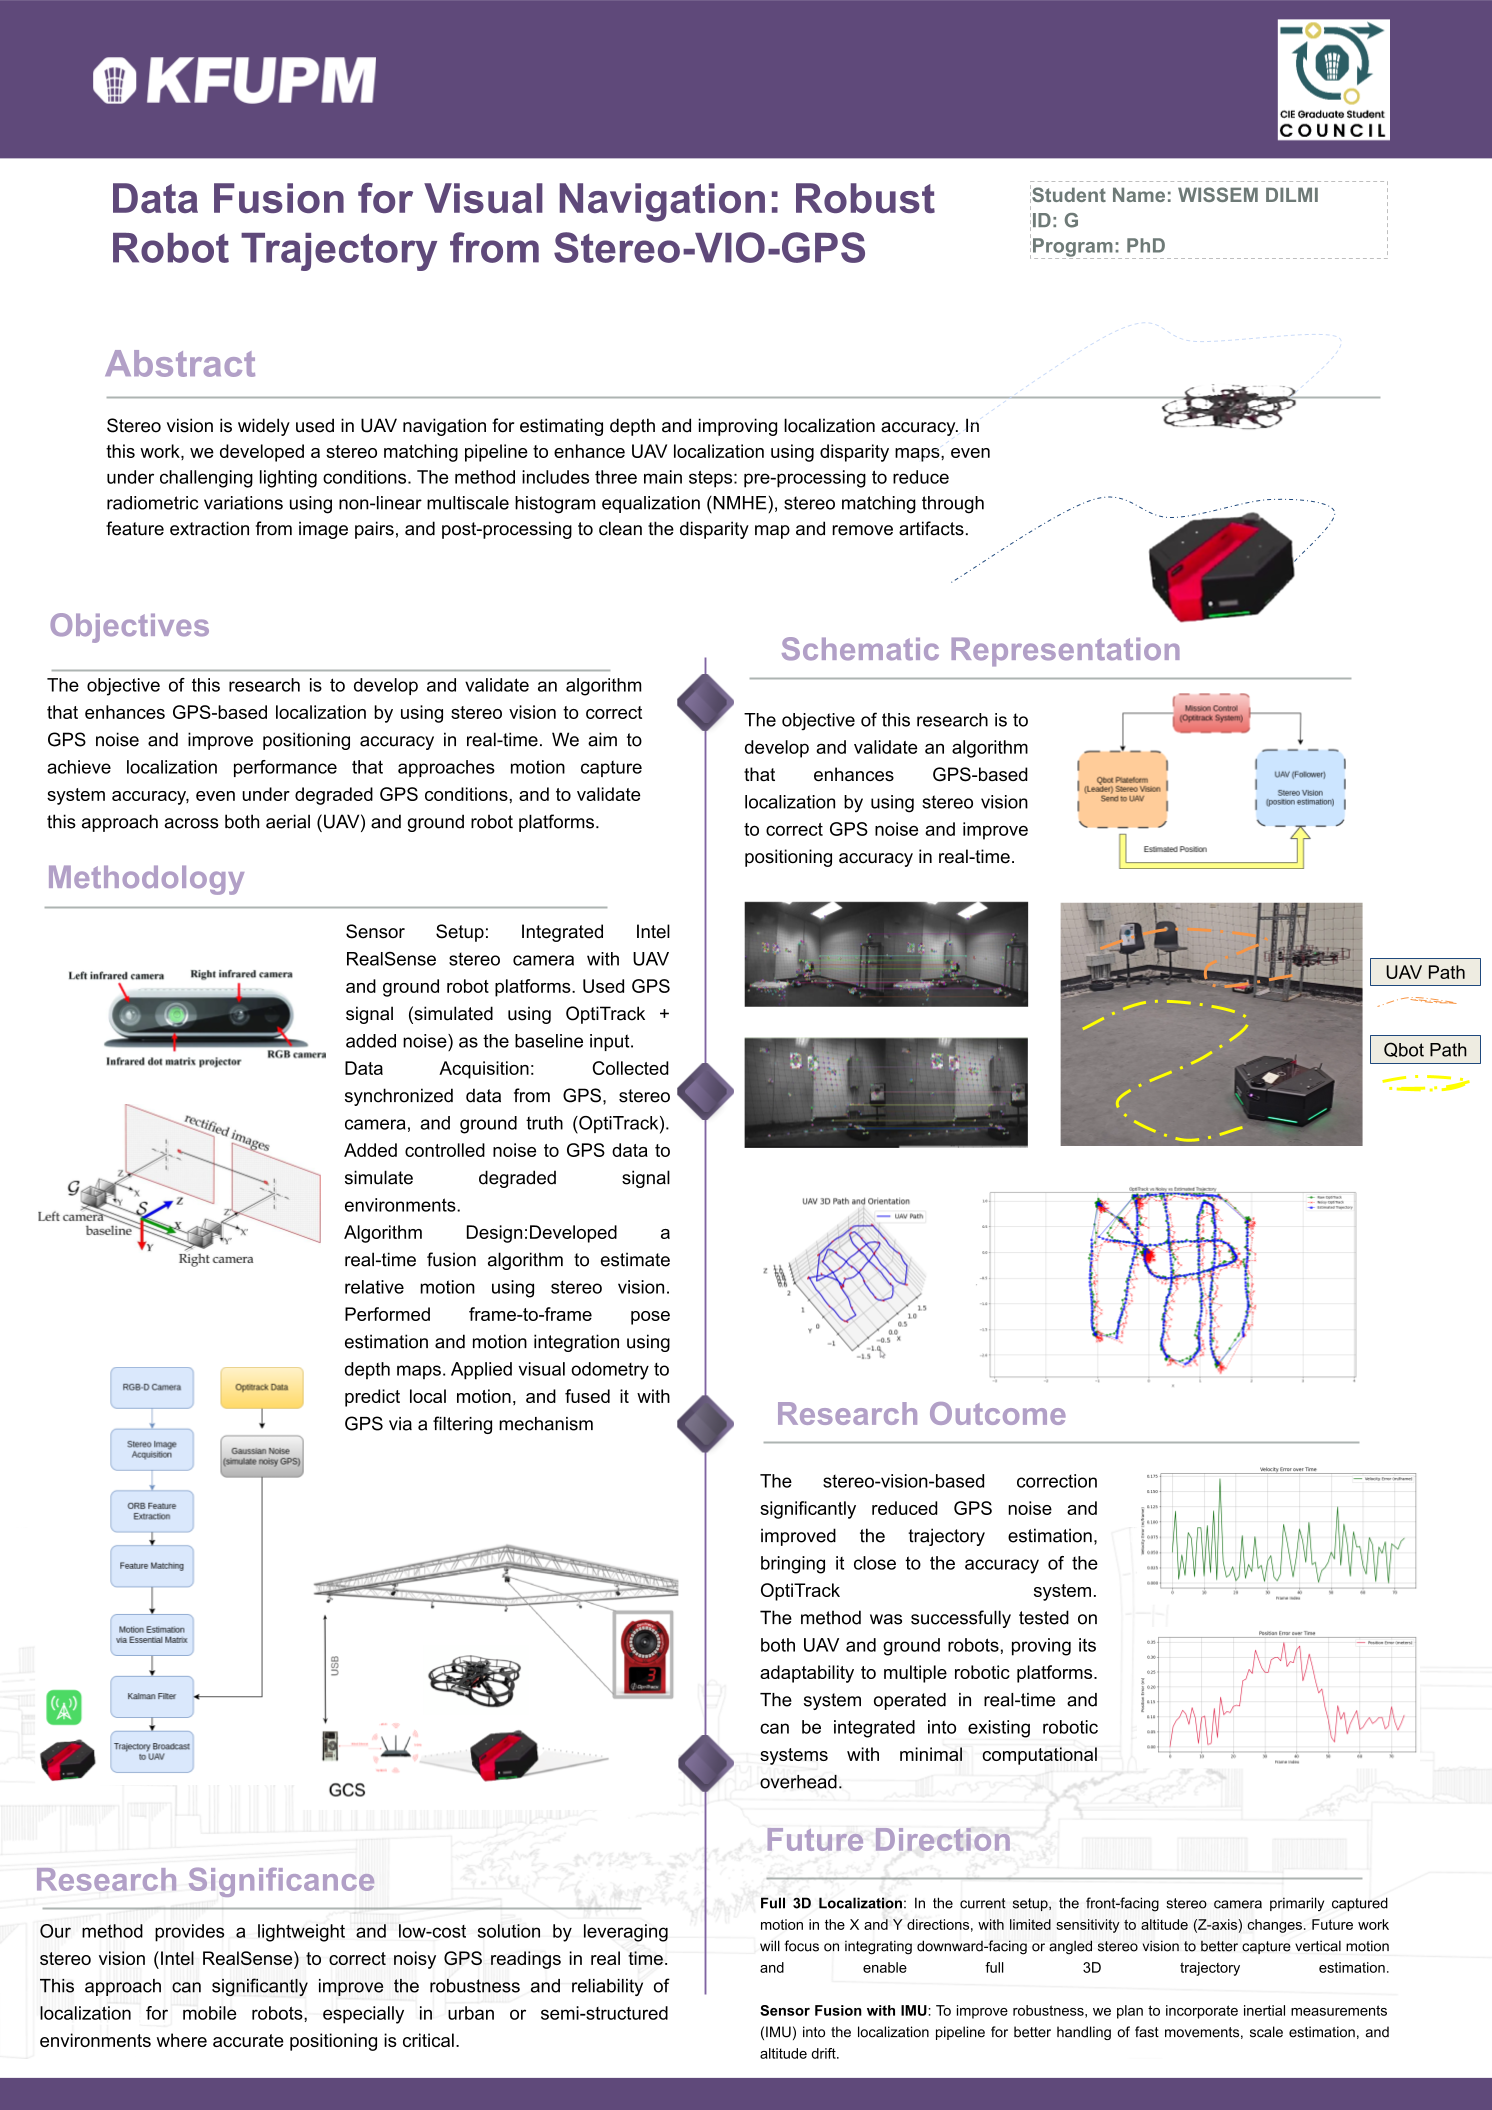 KFUPM
CIE Graduate Student
COUNCIL
Data Fusion for Visual Navigation: Robust
Robot Trajectory from Stereo-VIO-GPS
Student Name: WISSEM DILMI
ID: G
Program: PhD
Abstract
Stereo vision is widely used in UAV navigation for estimating depth and improving localization accuracy. In
this work, we developed a stereo matching pipeline to enhance UAV localization using disparity maps, even
under challenging lighting conditions. The method includes three main steps: pre-processing to reduce
radiometric variations using non-linear multiscale histogram equalization (NMHE), stereo matching through
feature extraction from image pairs, and post-processing to clean the disparity map and remove artifacts.
Objectives
The objective of this research is to develop and validate an algorithm
that enhances GPS-based localization by using stereo vision to correct
GPS noise and improve positioning accuracy in real-time. We aim to
achieve localization performance that approaches motion capture
system accuracy, even under degraded GPS conditions, and to validate
this approach across both aerial (UAV) and ground robot platforms.
Methodology
Left infrared camera
Right infrared camera
Infrared dot matrix projector
RGB camera
rectified images
G
S
Z
X
Y
Left camera
baseline
Right camera
Sensor Setup: Integrated Intel
RealSense stereo camera with UAV
and ground robot platforms. Used GPS
signal (simulated using OptiTrack +
added noise) as the baseline input.
Data Acquisition: Collected
synchronized data from GPS, stereo
camera, and ground truth (OptiTrack).
Added controlled noise to GPS data to
simulate degraded signal
environments.
Algorithm Design:Developed a
real-time fusion algorithm to estimate
relative motion using stereo vision.
Performed frame-to-frame pose
estimation and motion integration using
depth maps. Applied visual odometry to
predict local motion, and fused it with
GPS via a filtering mechanism
RGB-D Camera
Optitrack Data
Stereo Image
Acquisition
Gaussian Noise
(simulate noisy GPS)
ORB Feature
Extraction
Feature Matching
Motion Estimation
via Essential Matrix
Kalman Filter
Trajectory Broadcast
to UAV
USB
3
OptiTrack
GCS
Research Significance
Our method provides a lightweight and low-cost solution by leveraging
stereo vision (Intel RealSense) to correct noisy GPS readings in real time.
This approach can significantly improve the robustness and reliability of
localization for mobile robots, especially in urban or semi-structured
environments where accurate positioning is critical.
Schematic Representation
The objective of this research is to
develop and validate an algorithm
that enhances GPS-based
localization by using stereo vision
to correct GPS noise and improve
positioning accuracy in real-time.
Mission Control
(Optitrack System)
Qbot Plateform
(Leader) Stereo Vision
Send to UAV
UAV (Follower)
Stereo Vision
(position estimation)
Estimated Position
UAV Path
Qbot Path
UAV 3D Path and Orientation
UAV Path
OptiTrack vs Noisy vs Estimated Trajectory
Raw OptiTrack
Noisy OptiTrack
Estimated Trajectory
Research Outcome
The stereo-vision-based correction
significantly reduced GPS noise and
improved the trajectory estimation,
bringing it close to the accuracy of the
OptiTrack system.
The method was successfully tested on
both UAV and ground robots, proving its
adaptability to multiple robotic platforms.
The system operated in real-time and
can be integrated into existing robotic
systems with minimal computational
overhead.
Velocity Error over Time
Velocity Error (m/frame)
Frame Index
Position Error over Time
Position Error (meters)
Position Error (m)
Frame Index
Future Direction
Full 3D Localization: In the current setup, the front-facing stereo camera primarily captured
motion in the X and Y directions, with limited sensitivity to altitude (Z-axis) changes. Future work
will focus on integrating downward-facing or angled stereo vision to better capture vertical motion
and enable full 3D trajectory estimation.
Sensor Fusion with IMU: To improve robustness, we plan to incorporate inertial measurements
(IMU) into the localization pipeline for better handling of fast movements, scale estimation, and
altitude drift.